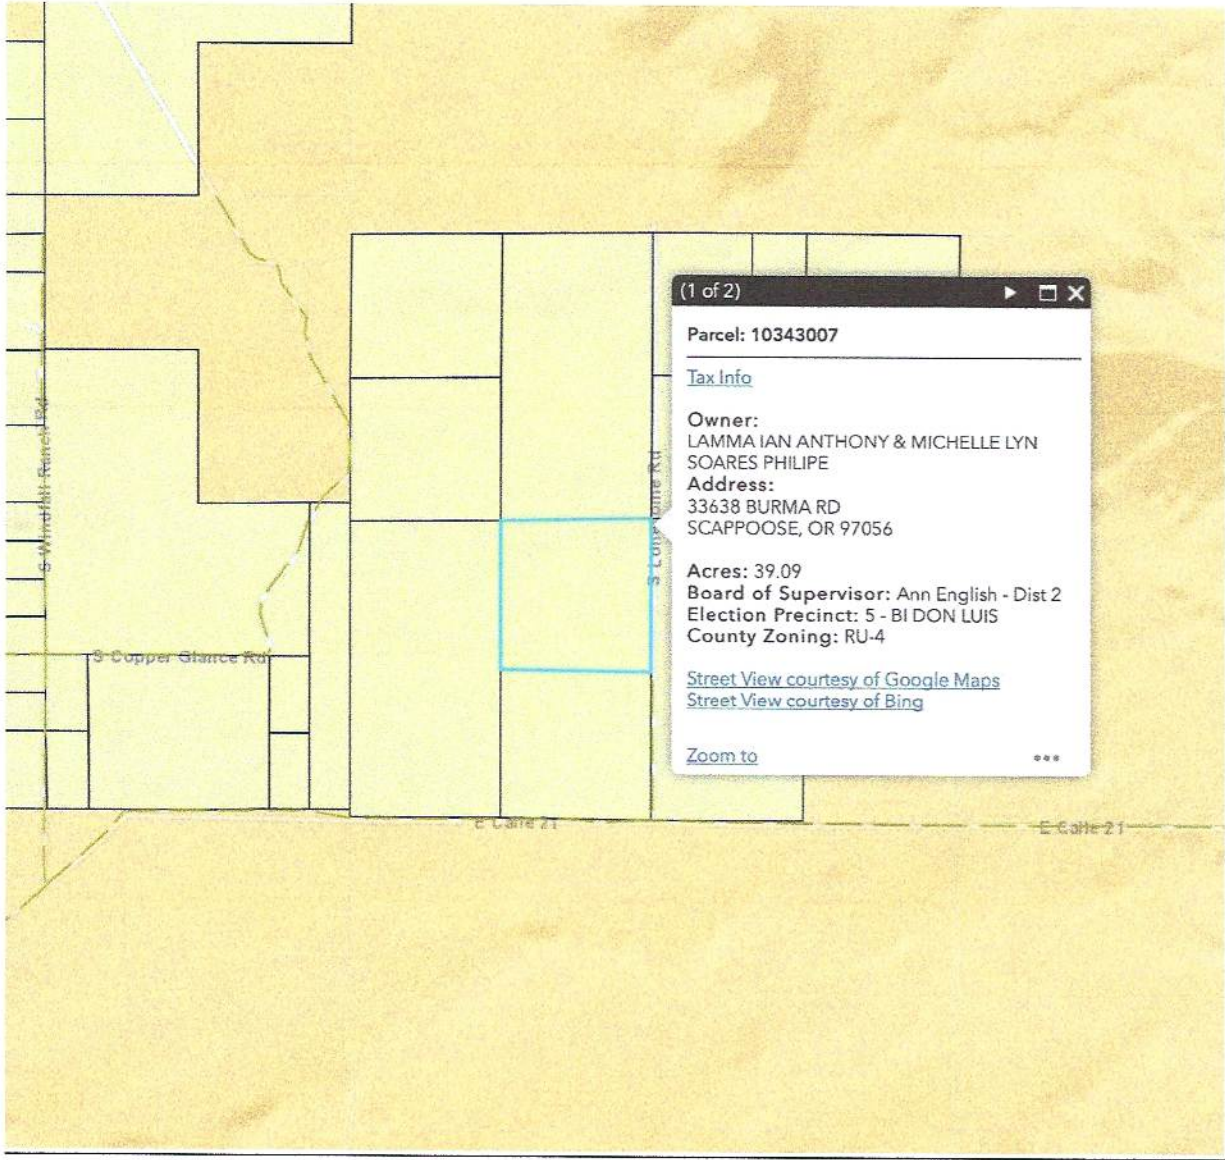 (1 of 2)
Parcel: 10343007
Tax Info
Owner:
LAMMA IAN ANTHONY & MICHELLE LYN
SOARES PHILIPE
Address:
33638 BURMA RD
SCAPPOOSE, OR 97056
Acres: 39.09
Board of Supervisor: Ann English - Dist 2
Election Precinct: 5 - BI DON LUIS
County Zoning: RU-4
Street View courtesy of Google Maps
Street View courtesy of Bing
Zoom to
S Windfall Ranch Rd
S Rd
S Copper Glance Rd
E Calle 21
E Calle 21